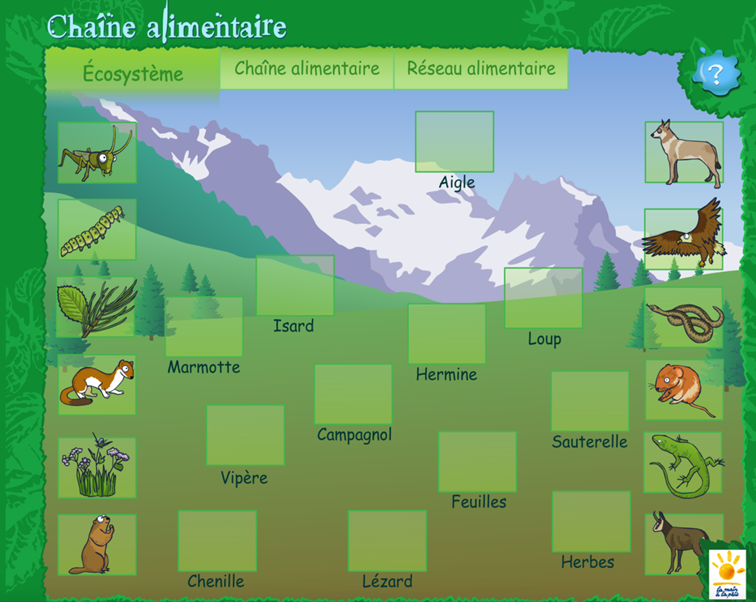 Chaîne alimentaire
Écosystème
Chaîne alimentaire
Réseau alimentaire
?
Aigle
Isard
Loup
Marmotte
Hermine
Campagnol
Sauterelle
Vipère
Feuilles
Herbes
Chenille
Lézard
la main
à la pâte